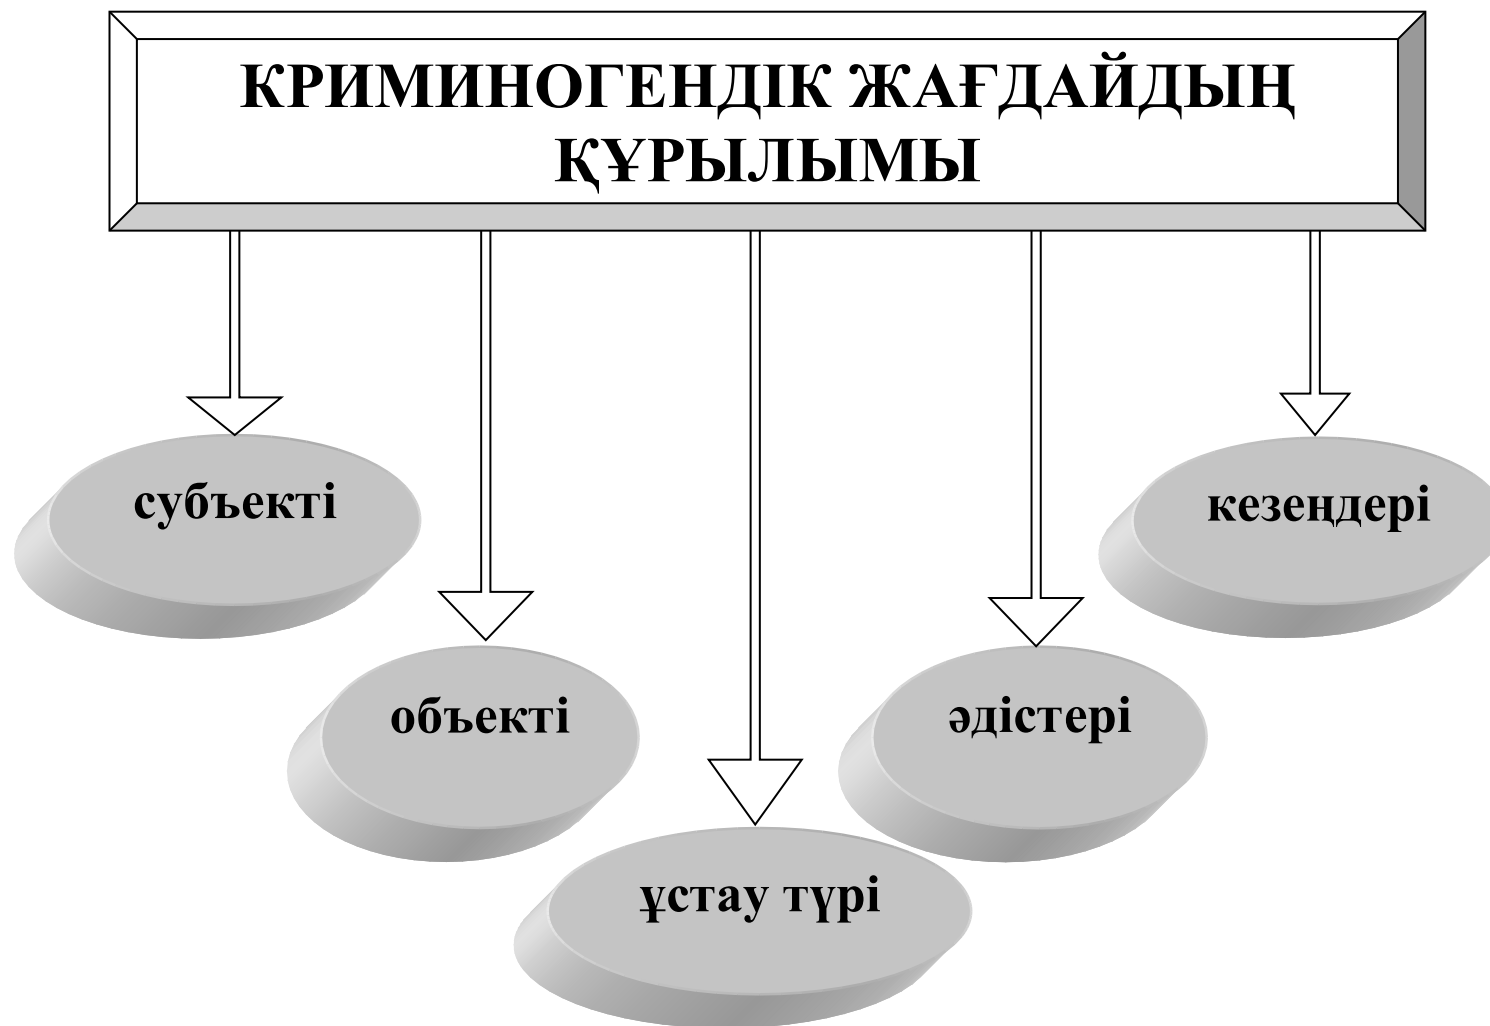 КРИМИНОГЕНДІК ЖАҒДАЙДЫҢ
ҚҰРЫЛЫМЫ
субъекті
кезеңдері
объекті
әдістері
ұстау түрі